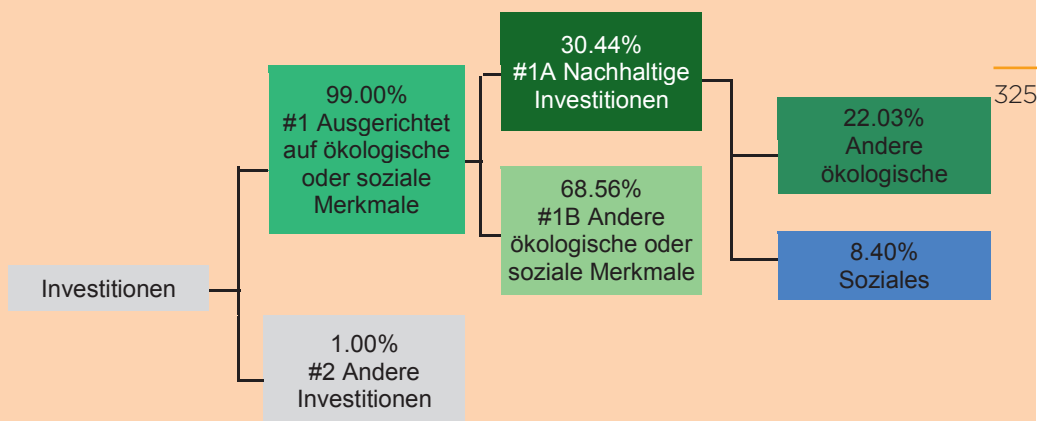 30.44%
#1A Nachhaltige
Investitionen
99.00%
#1 Ausgerichtet
auf ökologische
oder soziale
Merkmale
325
22.03%
Andere
ökologische
68.56%
#1B Andere
ökologische oder
soziale Merkmale
8.40%
Soziales
Investitionen
1.00%
#2 Andere
Investitionen